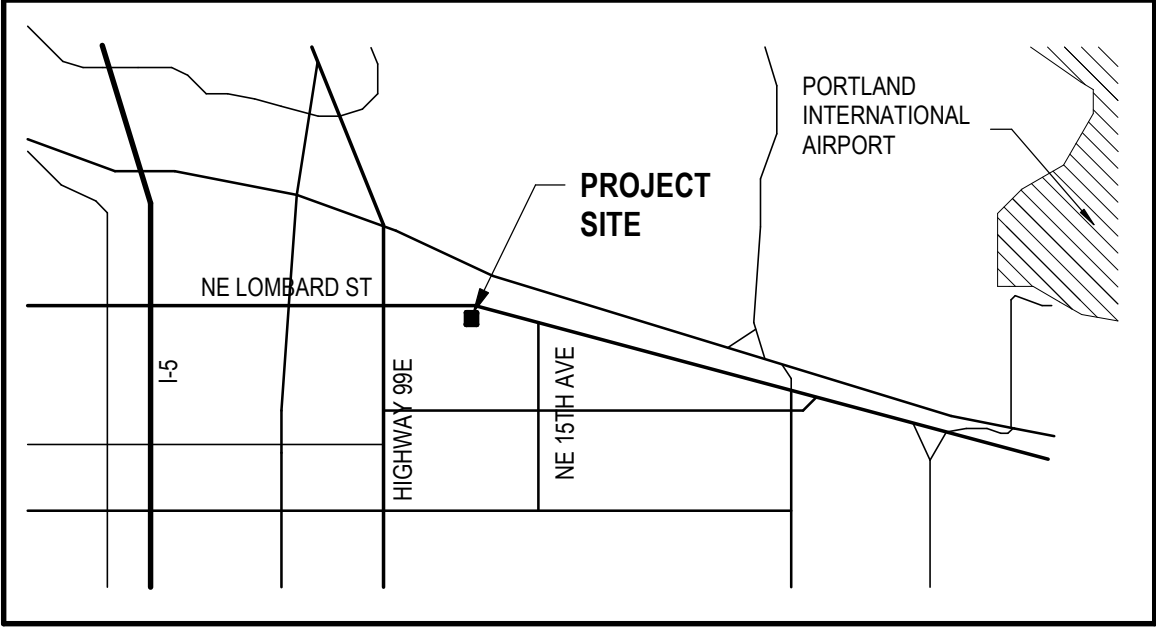 PORTLAND
INTERNATIONAL
AIRPORT
PROJECT
SITE
NE LOMBARD ST
I-5
HIGHWAY 99E
NE 15TH AVE